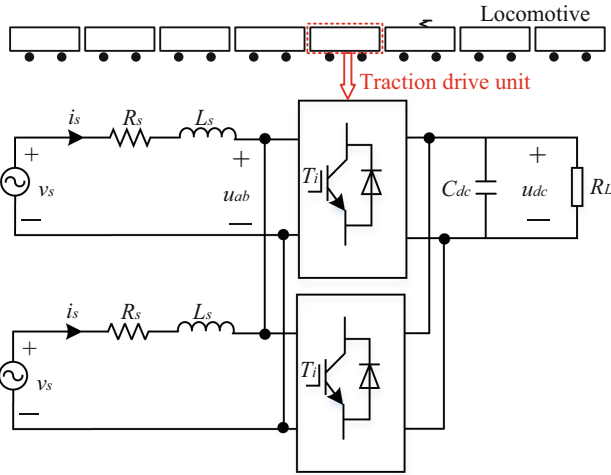 Locomotive
Traction drive unit
is Rs Ls
+ vs —
+ uab —
Ti
Cdc
+ udc —
RL
is Rs Ls
+ vs —
Ti